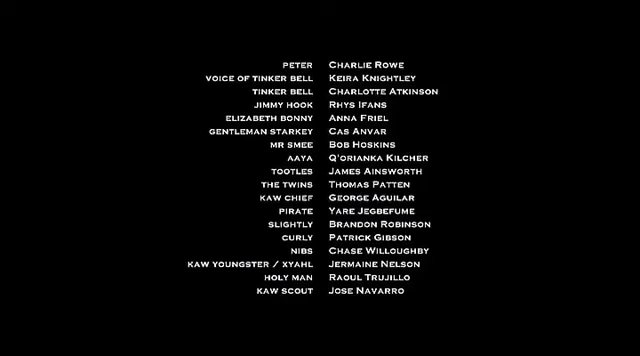 PETER CHARLIE ROWE
VOICE OF TINKER BELL KEIRA KNIGHTLEY
TINKER BELL CHARLOTTE ATKINSON
JIMMY HOOK RHYS IFANS
ELIZABETH BONNY ANNA FRIEL
GENTLEMAN STARKEY CAS ANVAR
MR SMEE BOB HOSKINS
AAYA Q'ORIANKA KILCHER
TOOTLES JAMES AINSWORTH
THE TWINS THOMAS PATTEN
KAW CHIEF GEORGE AGUILAR
PIRATE YARE JEGBEFUME
SLIGHTLY BRANDON ROBINSON
CURLY PATRICK GIBSON
NIBS CHASE WILLOUGHBY
KAW YOUNGSTER / XYAHL JERMAINE NELSON
HOLY MAN RAOUL TRUJILLO
KAW SCOUT JOSE NAVARRO